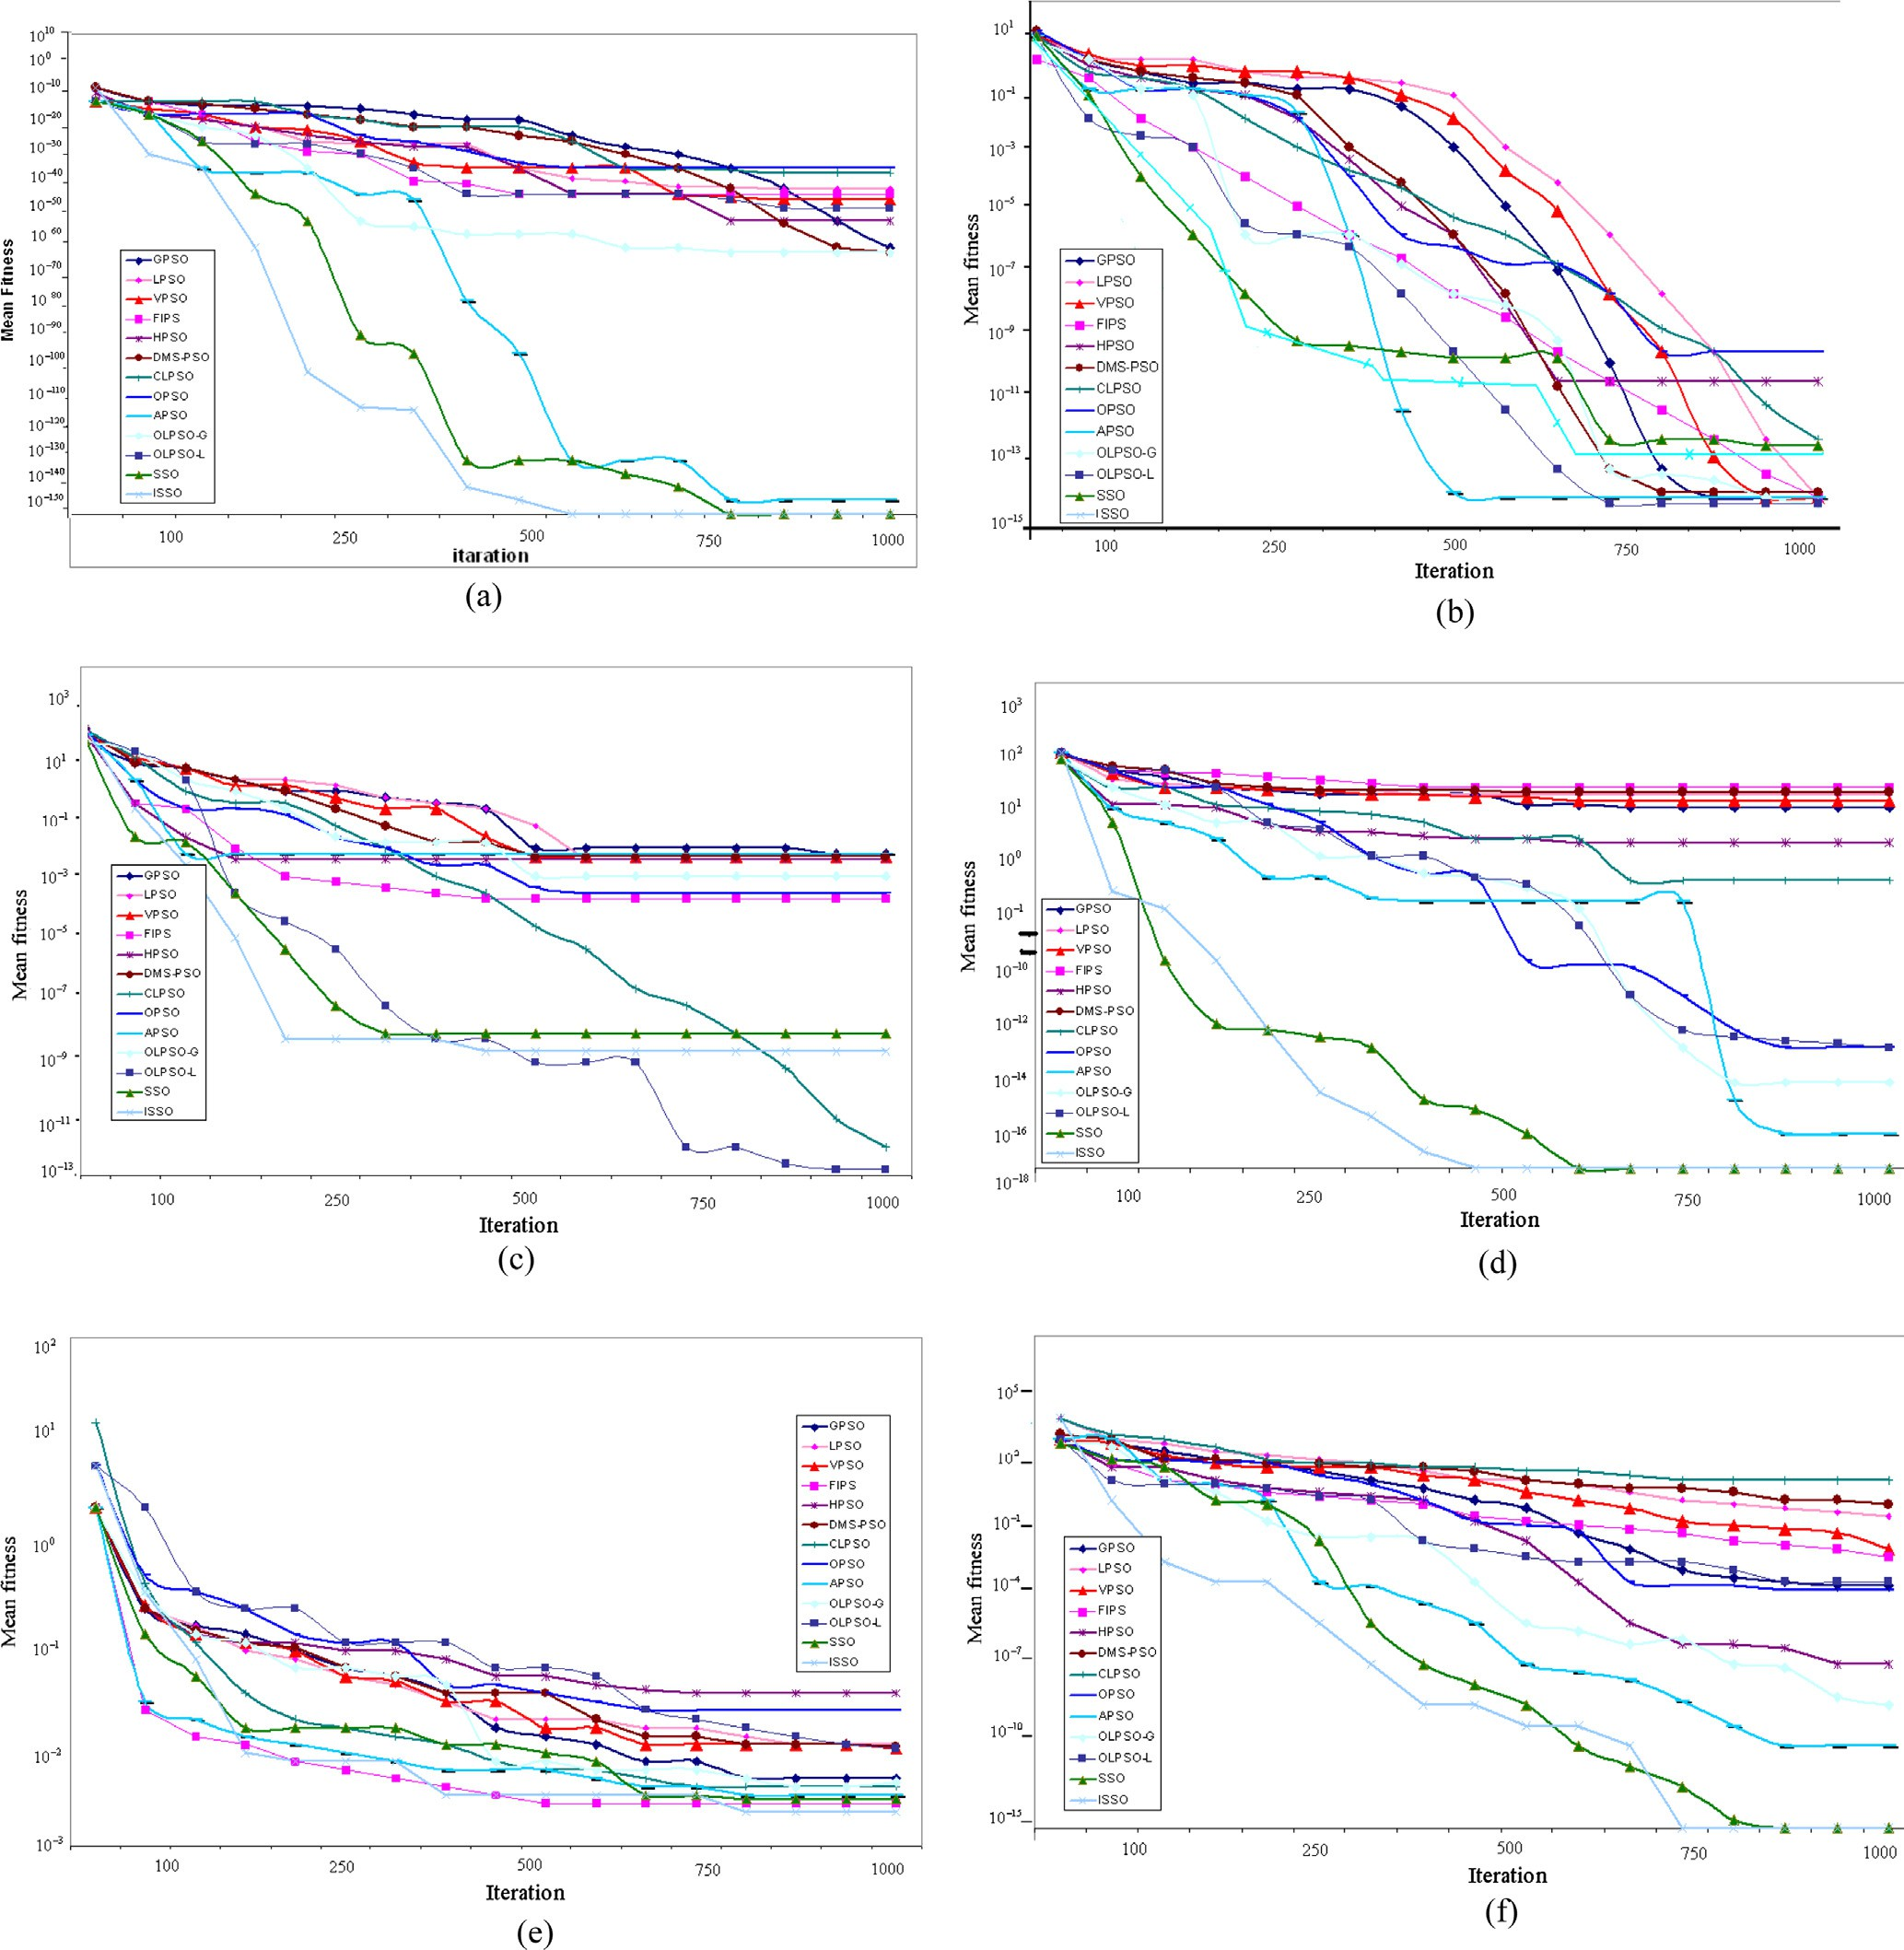 10^10
10^0
10^-10
10^-20
10^-30
10^-40
10^-50
10^60
10^-70
10^80
10^-90
10^-100
10^-110
10^-120
10^-130
10^-140
10^-130
Mean Fitness
GPSO
LPSO
VPSO
FIPS
HPSO
DMS-PSO
CLPSO
OPSO
APSO
OLPSO-G
OLPSO-L
SSO
ISSO
100 250 500 750 1000
itaration
(a)
10^1
10^-1
10^-3
10^-5
10^-7
10^-9
10^-11
10^-13
10^-15
Mean fitness
GPSO
LPSO
VPSO
FIPS
HPSO
DMS-PSO
CLPSO
OPSO
APSO
OLPSO-G
OLPSO-L
SSO
ISSO
100 250 500 750 1000
Iteration
(b)
10^3
10^1
10^-1
10^-3
10^-5
10^-7
10^-9
10^-11
10^-13
Mean fitness
GPSO
LPSO
VPSO
FIPS
HPSO
DMS-PSO
CLPSO
OPSO
APSO
OLPSO-G
OLPSO-L
SSO
ISSO
100 250 500 750 1000
Iteration
(c)
10^3
10^2
10^1
10^0
10^-1
10^-10
10^-12
10^-14
10^-16
10^-18
Mean fitness
GPSO
LPSO
VPSO
FIPS
HPSO
DMS-PSO
CLPSO
OPSO
APSO
OLPSO-G
OLPSO-L
SSO
ISSO
100 250 500 750 1000
Iteration
(d)
10^2
10^1
10^0
10^-1
10^-2
10^-3
Mean fitness
GPSO
LPSO
VPSO
FIPS
HPSO
DMS-PSO
CLPSO
OPSO
APSO
OLPSO-G
OLPSO-L
SSO
ISSO
100 250 500 750 1000
Iteration
(e)
10^5
10^0
10^-1
10^-4
10^-7
10^-10
10^-15
Mean fitness
GPSO
LPSO
VPSO
FIPS
HPSO
DMS-PSO
CLPSO
OPSO
APSO
OLPSO-G
OLPSO-L
SSO
ISSO
100 250 500 750 1000
Iteration
(f)